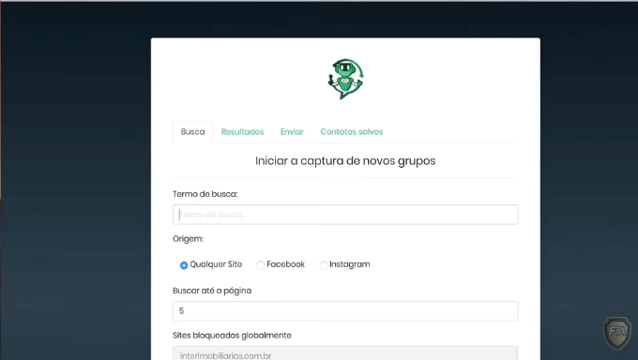 Busca Resultados Enviar Contatos salvos
Iniciar a captura de novos grupos
Termo de busca:
Termo de busca
Origem:
Qualquer Site Facebook Instagram
Buscar até a página
5
Sites bloqueados globalmente
interimobiliarios.com.br
FA